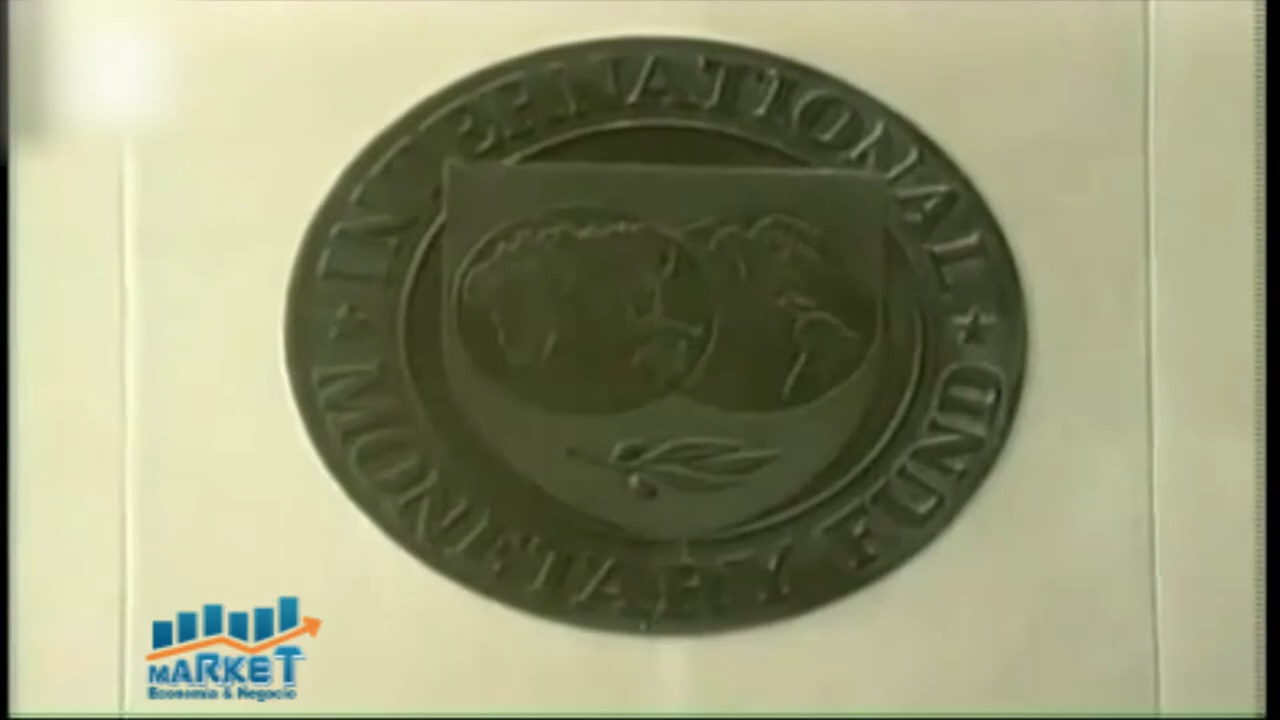 INTERNATIONAL
MONETARY FUND
MARKET
Economia & Negocio